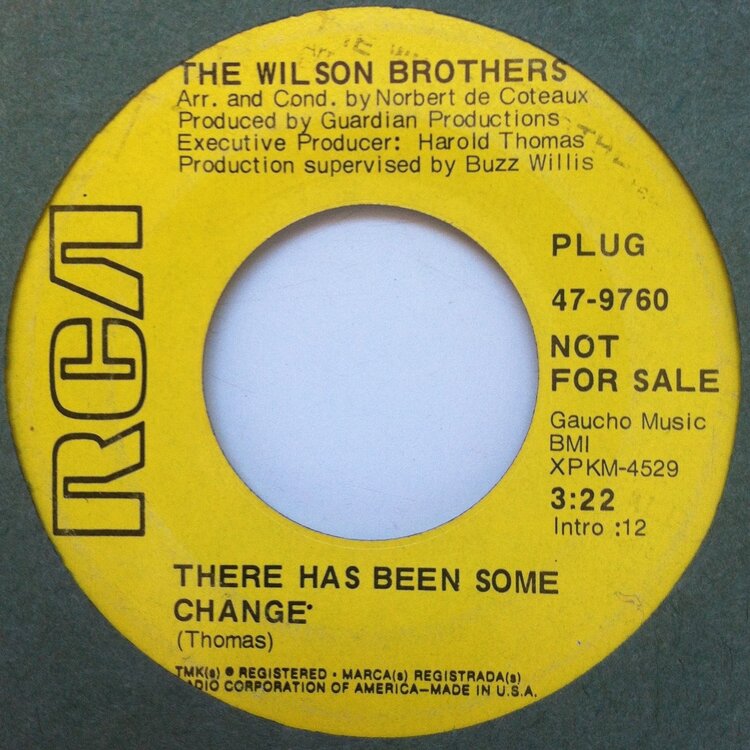 THE WILSON BROTHERS
Arr. and Cond. by Norbert de Coteaux
Produced by Guardian Productions
Executive Producer: Harold Thomas
Production supervised by Buzz Willis
RCA
PLUG
47-9760
NOT
FOR SALE
Gaucho Music
BMI
XPKM-4529
3:22
Intro :12
THERE HAS BEEN SOME
CHANGE
(Thomas)
TMK(s) ® REGISTERED • MARCA(s) REGISTRADA(s)
RADIO CORPORATION OF AMERICA—MADE IN U.S.A.